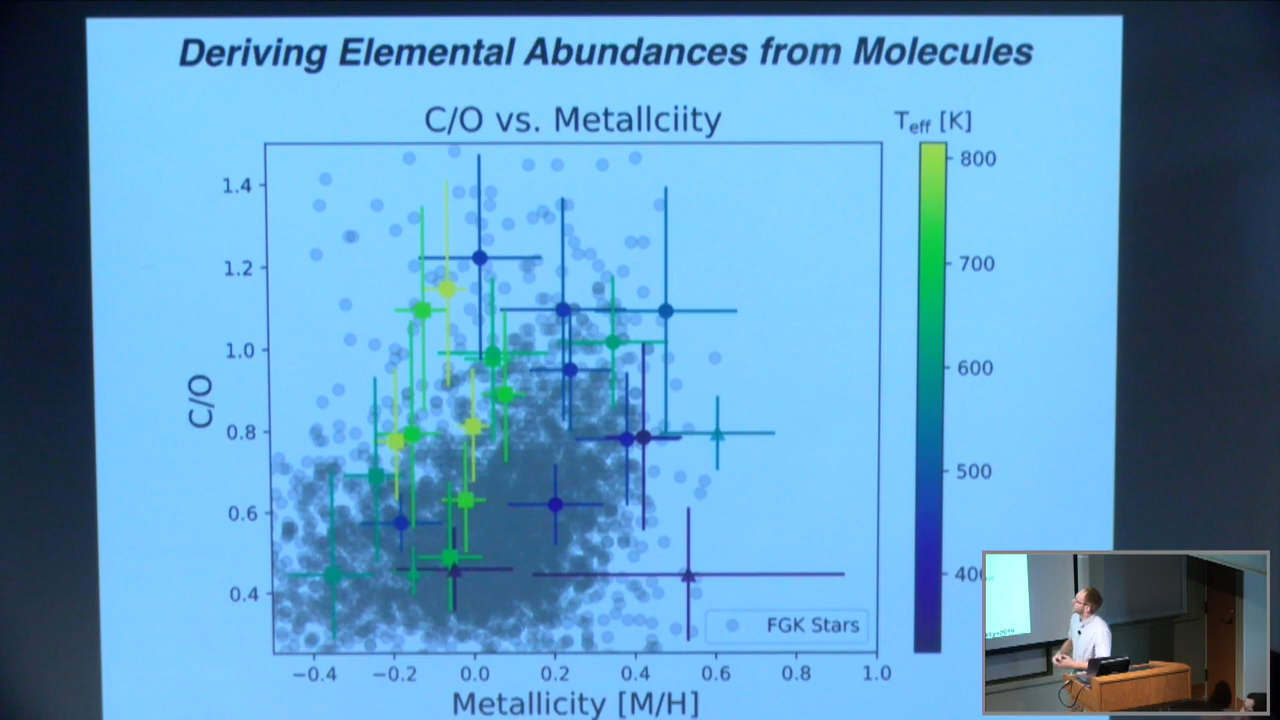 Deriving Elemental Abundances from Molecules
C/O vs. Metallciity
T_eff [K]
1.4
1.2
1.0
0.8
0.6
0.4
C/O
800
700
600
500
FGK Stars
−0.4 −0.2 0.0 0.2 0.4 0.6 0.8 1.0
Metallicity [M/H]